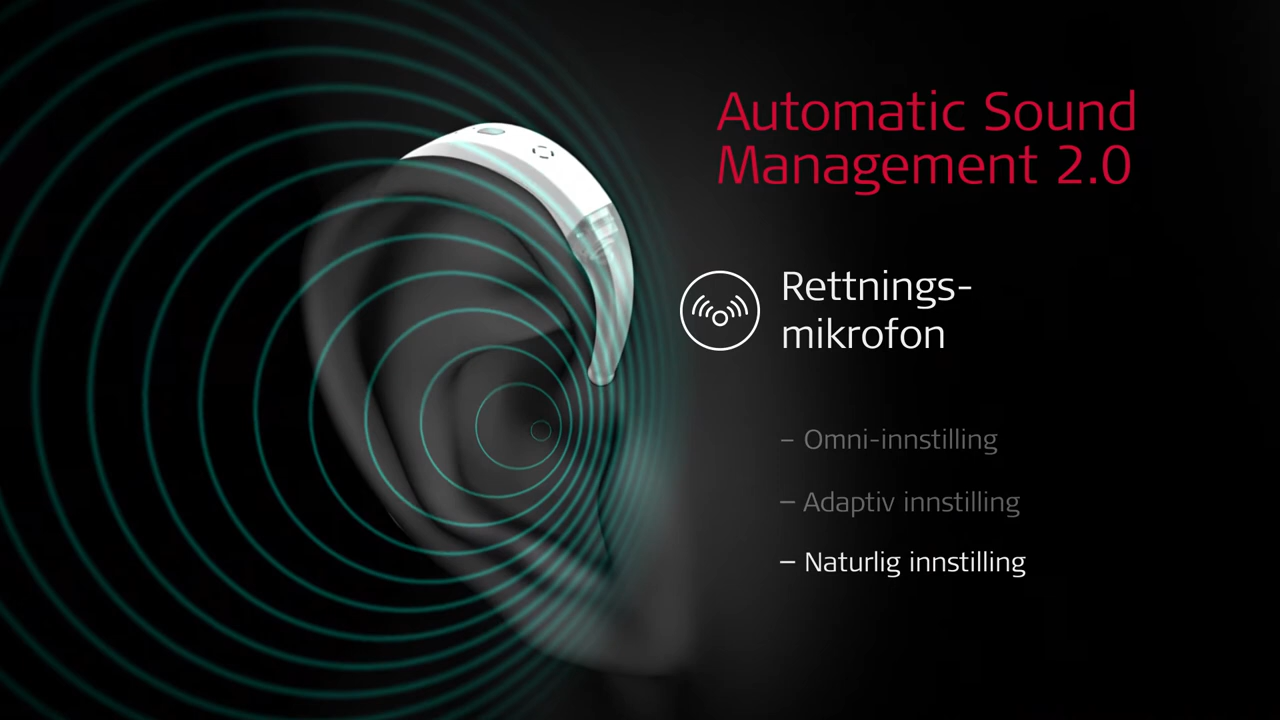 Automatic Sound
Management 2.0
Rettnings-
mikrofon
– Omni-innstilling
– Adaptiv innstilling
– Naturlig innstilling